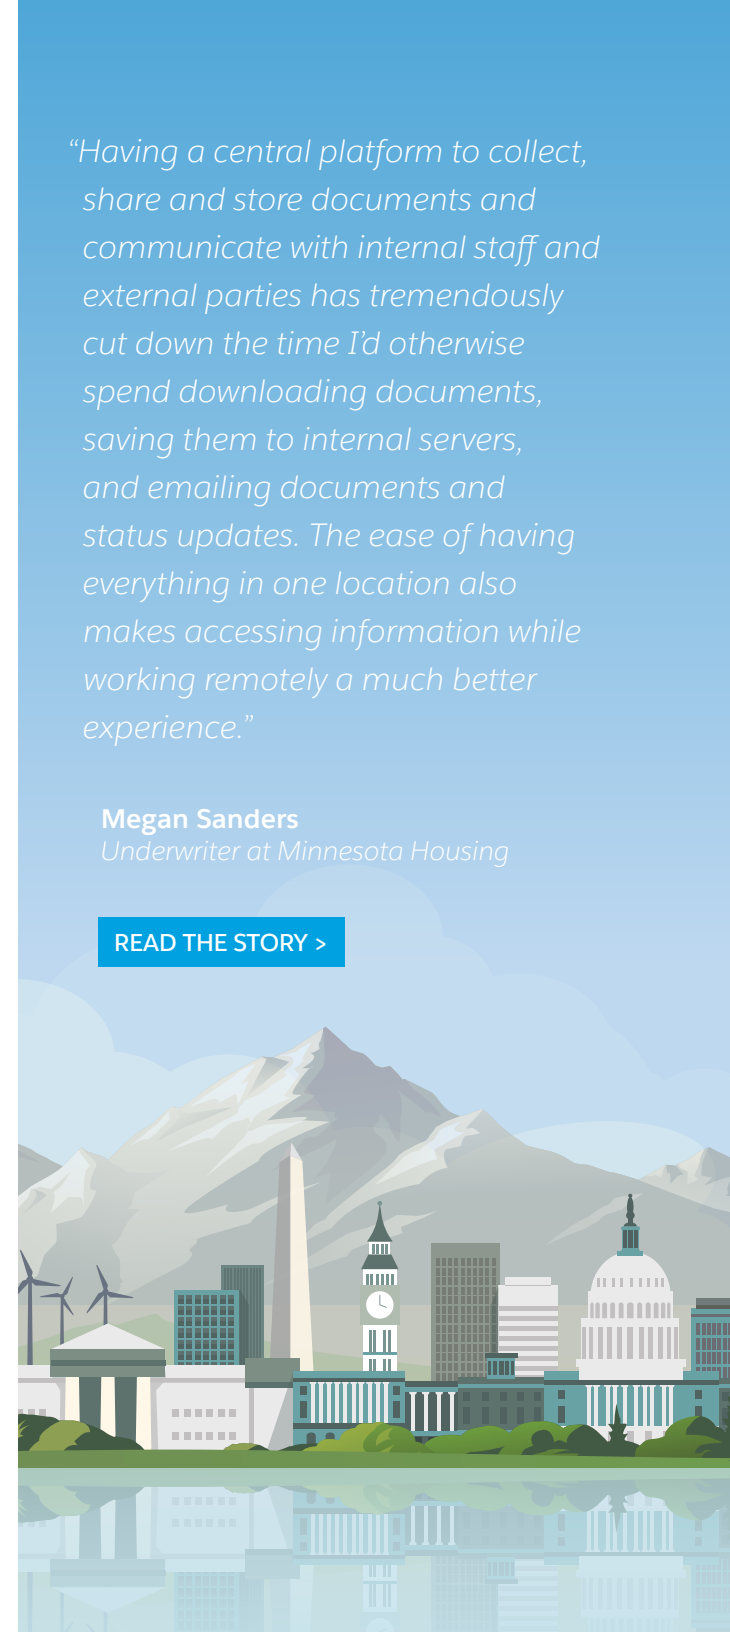 “Having a central platform to collect,
share and store documents and
communicate with internal staff and
external parties has tremendously
cut down the time I’d otherwise
spend downloading documents,
saving them to internal servers,
and emailing documents and
status updates. The ease of having
everything in one location also
makes accessing information while
working remotely a much better
experience.”
Megan Sanders
Underwriter at Minnesota Housing
READ THE STORY >